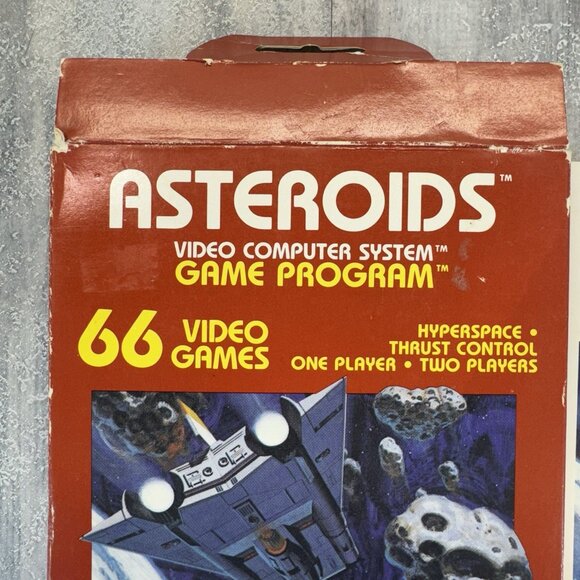 ASTEROIDS™
VIDEO COMPUTER SYSTEM™
GAME PROGRAM™
66 VIDEO
GAMES
HYPERSPACE •
THRUST CONTROL
ONE PLAYER • TWO PLAYERS